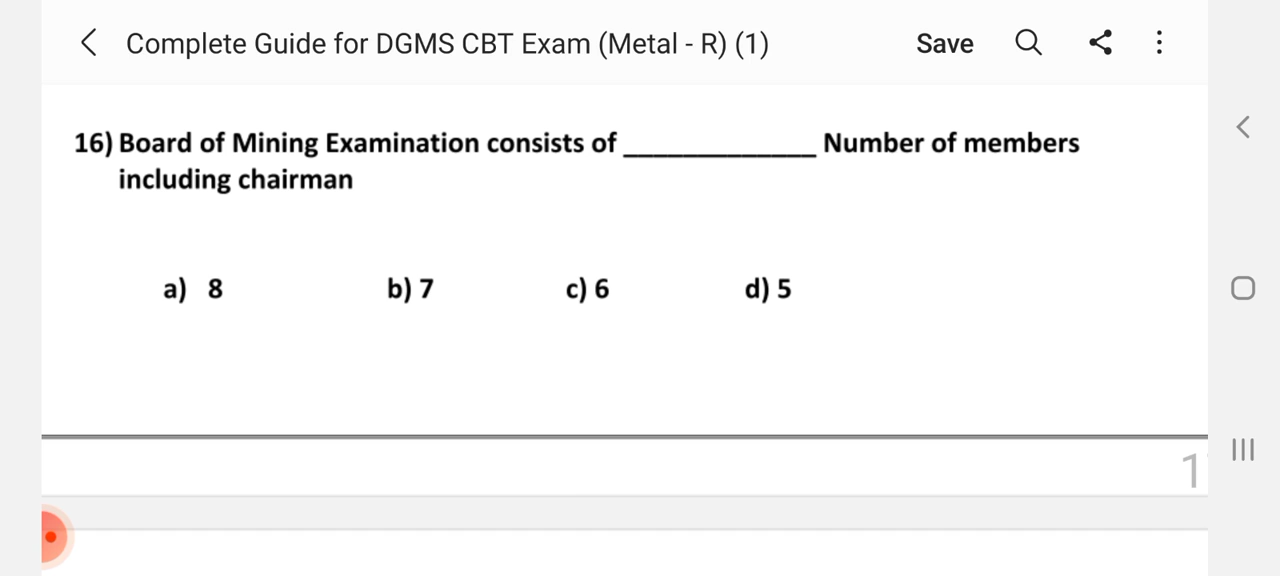 Complete Guide for DGMS CBT Exam (Metal - R) (1) Save
16) Board of Mining Examination consists of _____________ Number of members
including chairman
a) 8 b) 7 c) 6 d) 5
1